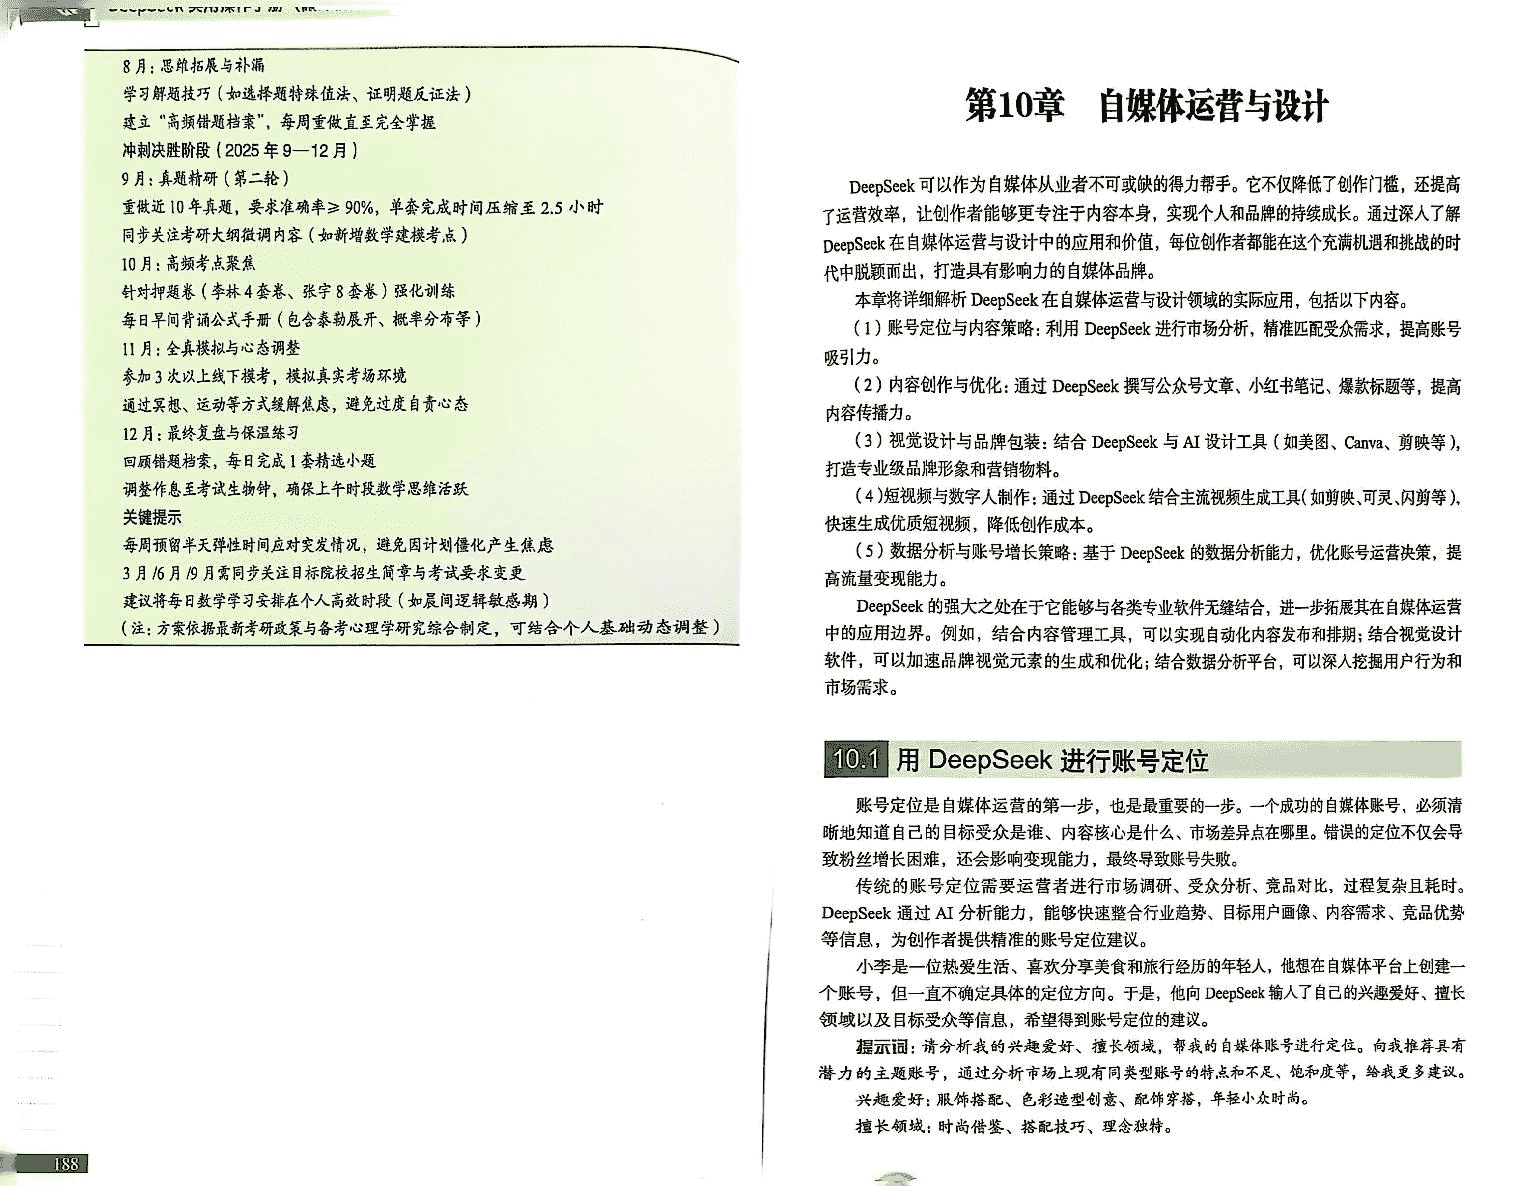 8月：思维拓展与补漏
学习解题技巧（如选择题特殊值法、证明题反证法）
建立“高频错题档案”，每周重做直至完全掌握
冲刺决胜阶段（2025年9—12月）
9月：真题精研（第二轮）
重做近10年真题，要求准确率≥90%，单套完成时间压缩至2.5小时
同步关注考研大纲微调内容（如新增数学建模考点）
10月：高频考点聚焦
针对押题卷（李林4套卷、张宇8套卷）强化训练
每日早间背诵公式手册（包含泰勒展开、概率分布等）
11月：全真模拟与心态调整
参加3次以上线下模考，模拟真实考场环境
通过冥想、运动等方式缓解焦虑，避免过度自责心态
12月：最终复盘与保温练习
回顾错题档案，每日完成1套精选小题
调整作息至考试生物钟，确保上午时段数学思维活跃
关键提示
每周预留半天弹性时间应对突发情况，避免因计划僵化产生焦虑
3月/6月/9月需同步关注目标院校招生简章与考试要求变更
建议将每日数学学习安排在个人高效时段（如晨间逻辑敏感期）
（注：方案依据最新考研政策与备考心理学研究综合制定，可结合个人基础动态调整）
188
第10章 自媒体运营与设计
DeepSeek可以作为自媒体从业者不可或缺的得力帮手。它不仅降低了创作门槛，还提高
了运营效率，让创作者能够更专注于内容本身，实现个人和品牌的持续成长。通过深入了解
DeepSeek在自媒体运营与设计中的应用和价值，每位创作者都能在这个充满机遇和挑战的时
代中脱颖而出，打造具有影响力的自媒体品牌。
本章将详细解析DeepSeek在自媒体运营与设计领域的实际应用，包括以下内容。
（1）账号定位与内容策略：利用DeepSeek进行市场分析，精准匹配受众需求，提高账号
吸引力。
（2）内容创作与优化：通过DeepSeek撰写公众号文章、小红书笔记、爆款标题等，提高
内容传播力。
（3）视觉设计与品牌包装：结合DeepSeek与AI设计工具（如美图、Canva、剪映等），
打造专业级品牌形象和营销物料。
（4）短视频与数字人制作：通过DeepSeek结合主流视频生成工具（如剪映、可灵、闪剪等），
快速生成优质短视频，降低创作成本。
（5）数据分析与账号增长策略：基于DeepSeek的数据分析能力，优化账号运营决策，提
高流量变现能力。
DeepSeek的强大之处在于它能够与各类专业软件无缝结合，进一步拓展其在自媒体运营
中的应用边界。例如，结合内容管理工具，可以实现自动化内容发布和排期；结合视觉设计
软件，可以加速品牌视觉元素的生成和优化；结合数据分析平台，可以深入挖掘用户行为和
市场需求。
10.1 用DeepSeek进行账号定位
账号定位是自媒体运营的第一步，也是最重要的一步。一个成功的自媒体账号，必须清
晰地知道自己的目标受众是谁、内容核心是什么、市场差异点在哪里。错误的定位不仅会导
致粉丝增长困难，还会影响变现能力，最终导致账号失败。
传统的账号定位需要运营者进行市场调研、受众分析、竞品对比，过程复杂且耗时。
DeepSeek通过AI分析能力，能够快速整合行业趋势、目标用户画像、内容需求、竞品优势
等信息，为创作者提供精准的账号定位建议。
小李是一位热爱生活、喜欢分享美食和旅行经历的年轻人，他想在自媒体平台上创建一
个账号，但一直不确定具体的定位方向。于是，他向DeepSeek输入了自己的兴趣爱好、擅长
领域以及目标受众等信息，希望得到账号定位的建议。
提示词：请分析我的兴趣爱好、擅长领域，帮我的自媒体账号进行定位。向我推荐具有
潜力的主题账号，通过分析市场上现有同类型账号的特点和不足、饱和度等，给我更多建议。
兴趣爱好：服饰搭配、色彩造型创意、配饰穿搭，年轻小众时尚。
擅长领域：时尚借鉴、搭配技巧、理念独特。